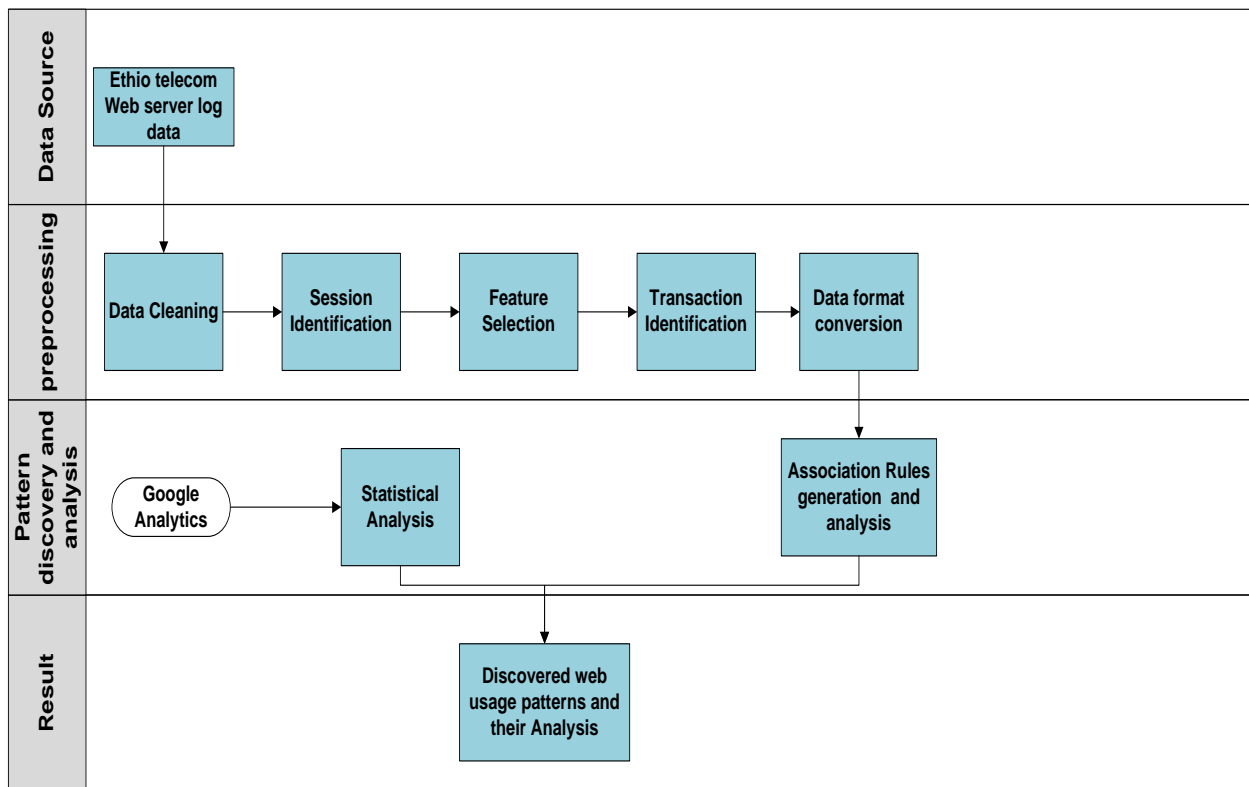 Data Source
Ethio telecom
Web server log
data
preprocessing
Data Cleaning
Session
Identification
Feature
Selection
Transaction
Identification
Data format
conversion
Pattern
discovery and
analysis
Google
Analytics
Statistical
Analysis
Association Rules
generation and
analysis
Result
Discovered web
usage patterns and
their Analysis